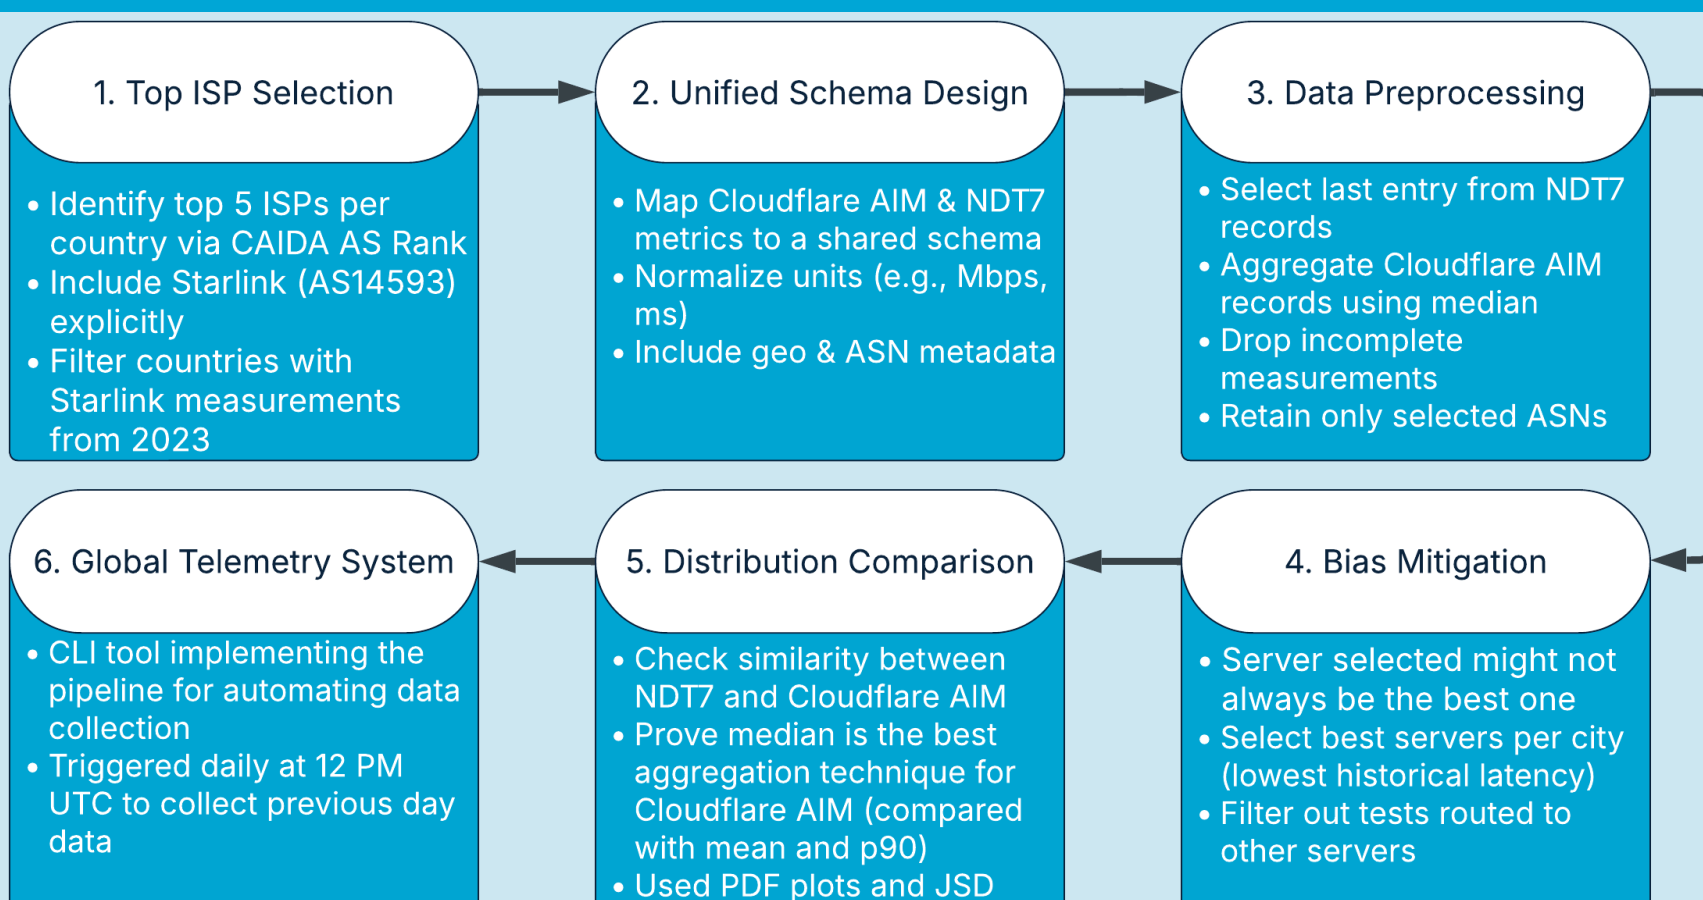 1. Top ISP Selection
• Identify top 5 ISPs per
country via CAIDA AS Rank
• Include Starlink (AS14593)
explicitly
• Filter countries with
Starlink measurements
from 2023
2. Unified Schema Design
• Map Cloudflare AIM & NDT7
metrics to a shared schema
• Normalize units (e.g., Mbps,
ms)
• Include geo & ASN metadata
3. Data Preprocessing
• Select last entry from NDT7
records
• Aggregate Cloudflare AIM
records using median
• Drop incomplete
measurements
• Retain only selected ASNs
4. Bias Mitigation
• Server selected might not
always be the best one
• Select best servers per city
(lowest historical latency)
• Filter out tests routed to
other servers
5. Distribution Comparison
• Check similarity between
NDT7 and Cloudflare AIM
• Prove median is the best
aggregation technique for
Cloudflare AIM (compared
with mean and p90)
• Used PDF plots and JSD
6. Global Telemetry System
• CLI tool implementing the
pipeline for automating data
collection
• Triggered daily at 12 PM
UTC to collect previous day
data